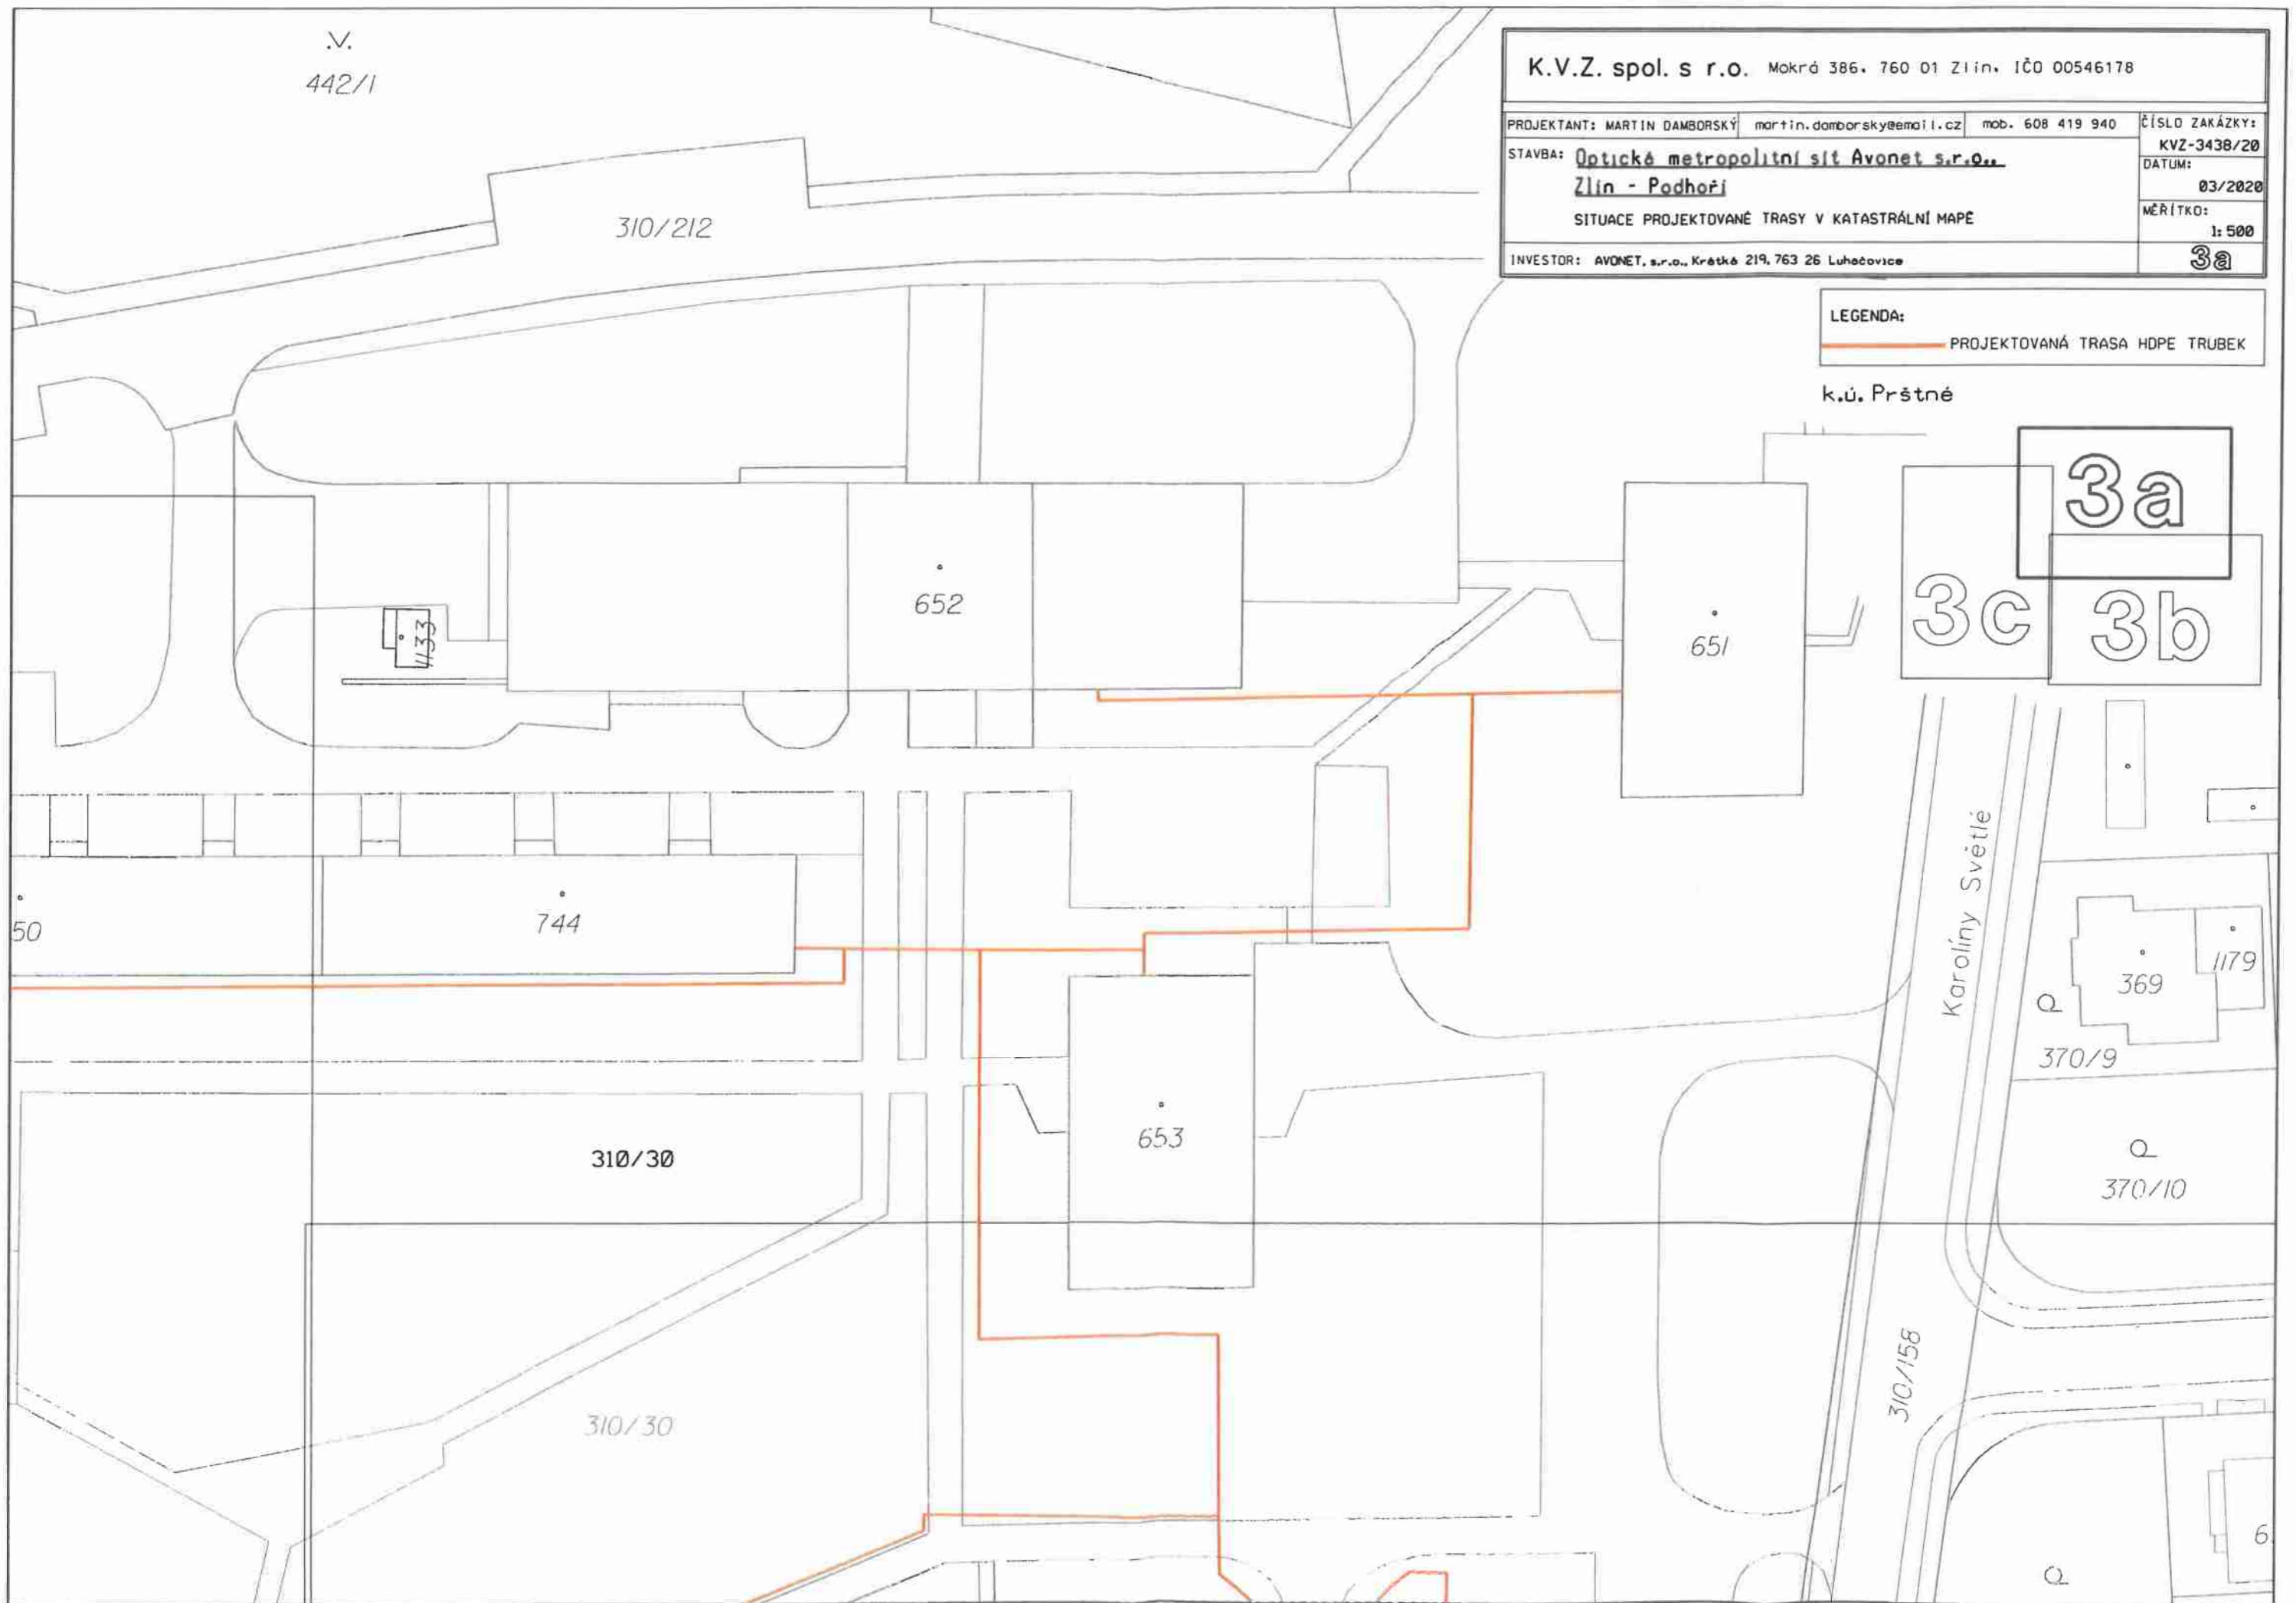 .V.
442/1
310/212
K.V.Z. spol. s r.o. Mokrá 386. 760 01 Zlín. IČO 00546178
PROJEKTANT: MARTIN DAMBORSKÝ martin.damborsky@email.cz mob. 608 419 940
ČÍSLO ZAKÁZKY:
KVZ-3438/20
STAVBA: Optická metropolitní síť Avonet s.r.o..
Zlín - Podhoří
DATUM:
03/2020
SITUACE PROJEKTOVANÉ TRASY V KATASTRÁLNÍ MAPĚ
MĚŘÍTKO:
1:500
INVESTOR: AVONET, s.r.o., Krátká 219, 763 26 Luhačovice
3a
LEGENDA:
PROJEKTOVANÁ TRASA HDPE TRUBEK
k.ú. Prštné
3a
3c
3b
652
1133
651
50
744
Karolíny Světlé
369
1179
370/9
653
310/30
370/10
310/30
310/158
6